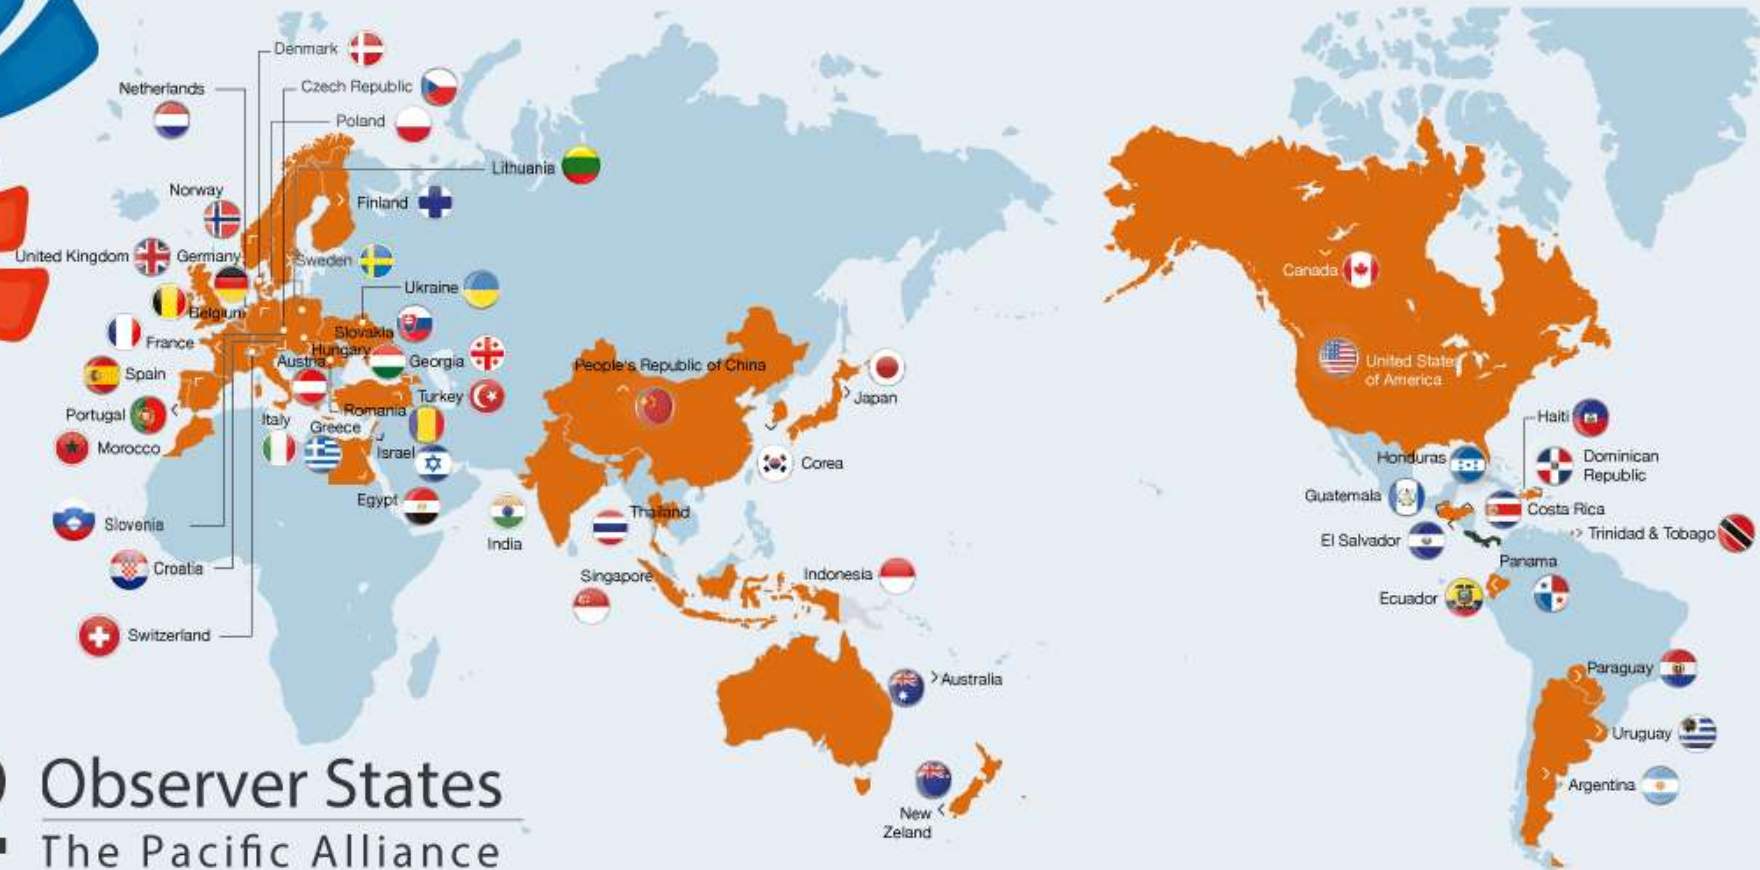 Denmark
Netherlands
Czech Republic
Poland
Lithuania
Norway
Finland
United Kingdom
Germany
Sweden
Ukraine
Belgium
Slovakia
France
Hungary
Austria
Georgia
People's Republic of China
United States
of America
Canada
Spain
Turkey
Japan
Portugal
Romania
Italy
Greece
Morocco
Israel
Corea
Haiti
Honduras
Dominican
Republic
Guatemala
Egypt
Thailand
Costa Rica
Slovenia
India
El Salvador
Trinidad & Tobago
Croatia
Singapore
Indonesia
Panama
Ecuador
Switzerland
Paraguay
Australia
Uruguay
Argentina
New
Zeland
Observer States
The Pacific Alliance